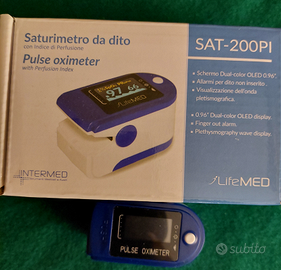 Saturimetro da dito
con Indice di Perfusione
Pulse oximeter
with Perfusion Index
SAT-200PI
• Schermo Dual-color OLED 0.96".
• Allarmi per dito non inserito
• Visualizzazione dell'onda
pletismografica.
• 0.96" Dual-color OLED display.
• Finger out alarm.
• Plethysmography wave display.
97 66
INTERMED
LifeMED
PULSE OXIMETER
subito